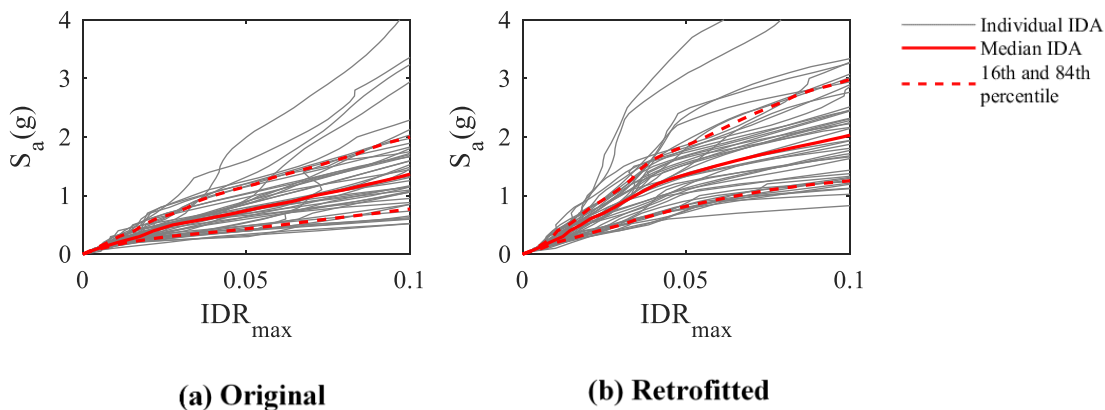 4
3
2
1
0
S_a(g)
0
0.05
0.1
IDR_max
(a) Original
4
3
2
1
0
S_a(g)
0
0.05
0.1
IDR_max
(b) Retrofitted
Individual IDA
Median IDA
16th and 84th
percentile